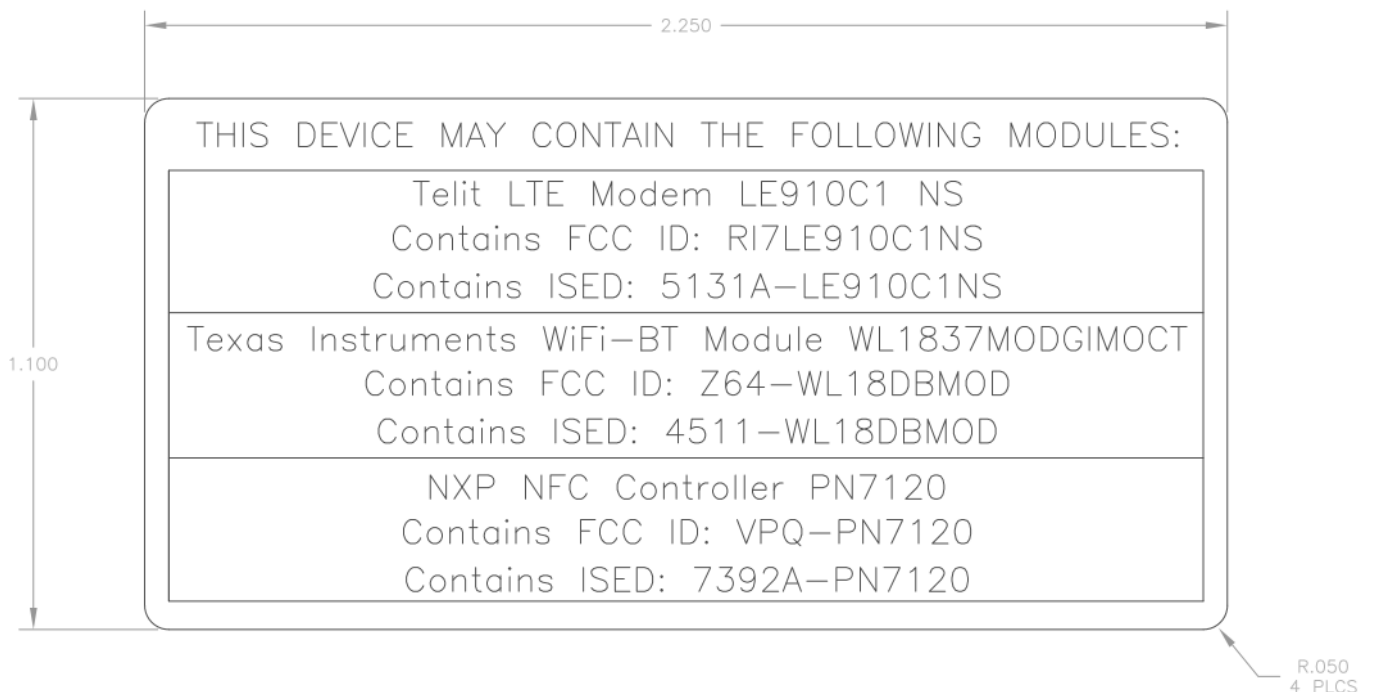 2.250
THIS DEVICE MAY CONTAIN THE FOLLOWING MODULES:
Telit LTE Modem LE910C1 NS
Contains FCC ID: RI7LE910C1NS
Contains ISED: 5131A-LE910C1NS
1.100
Texas Instruments WiFi-BT Module WL1837MODGIMOCT
Contains FCC ID: Z64-WL18DBMOD
Contains ISED: 4511-WL18DBMOD
NXP NFC Controller PN7120
Contains FCC ID: VPQ-PN7120
Contains ISED: 7392A-PN7120
R.050
4 PLCS